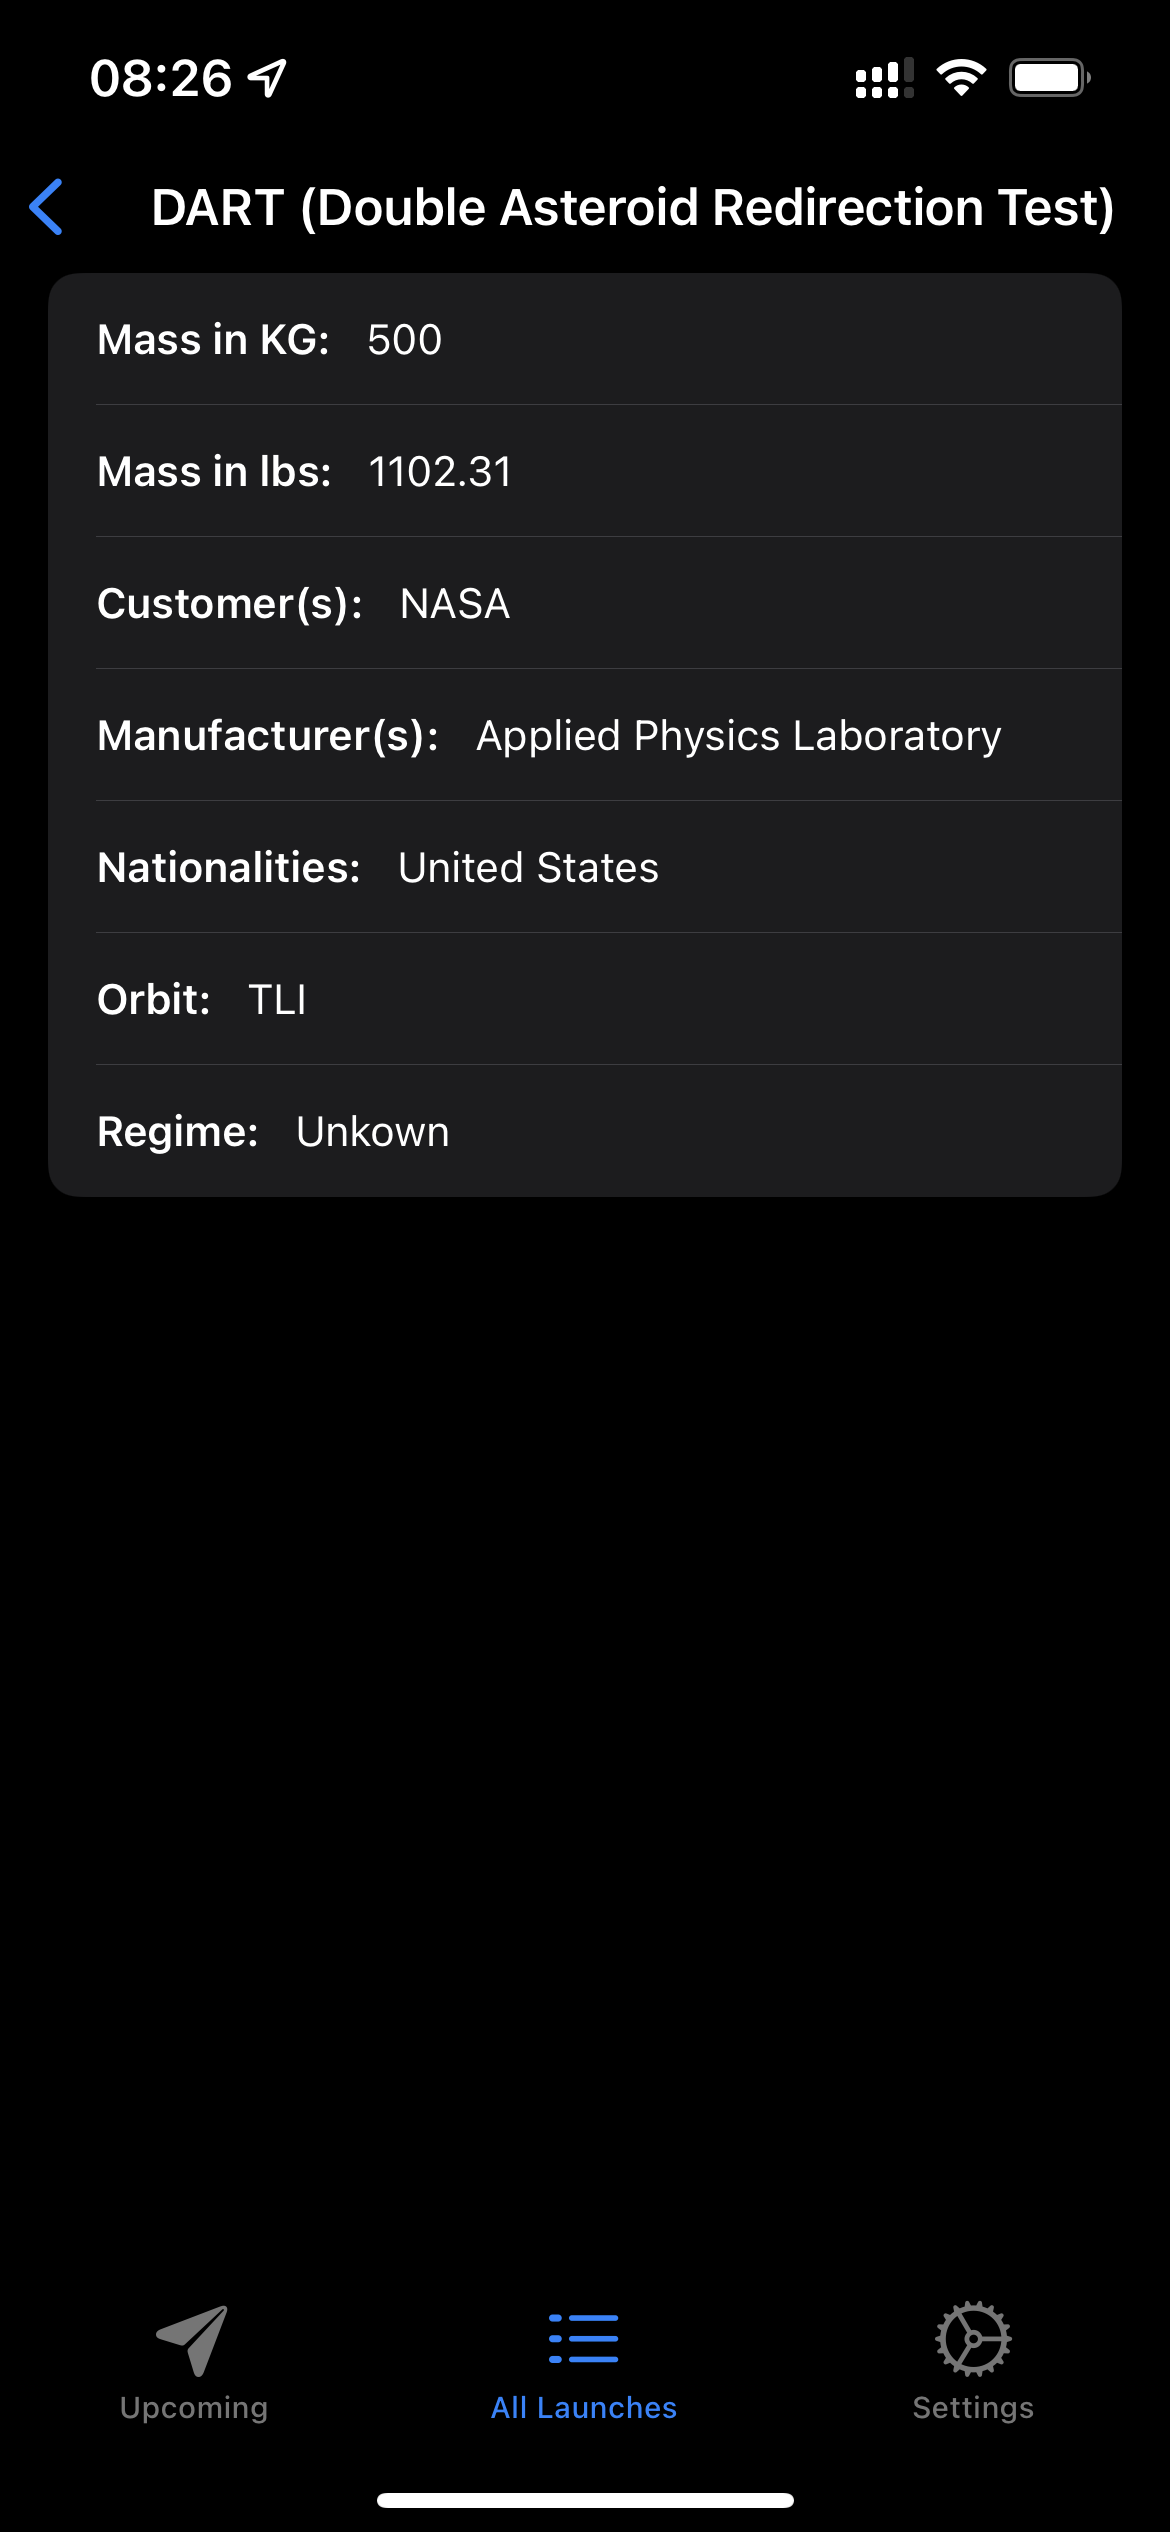 08:26
DART (Double Asteroid Redirection Test)
Mass in KG: 500
Mass in lbs: 1102.31
Customer(s): NASA
Manufacturer(s): Applied Physics Laboratory
Nationalities: United States
Orbit: TLI
Regime: Unkown
Upcoming
All Launches
Settings